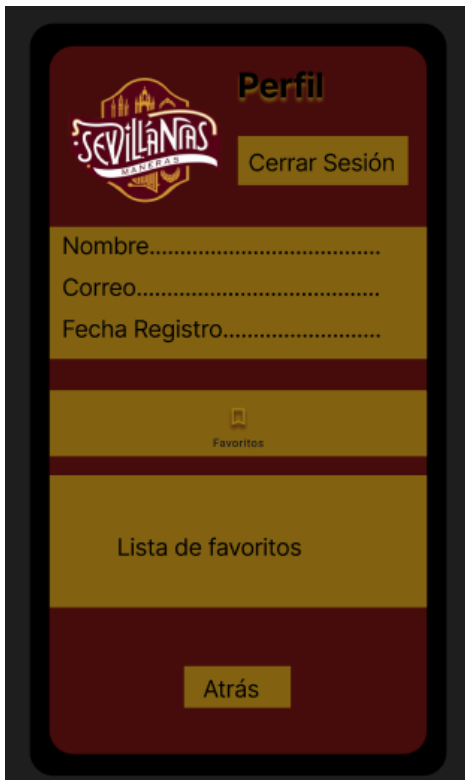 Perfil
SEVILLANAS
MANERAS
Cerrar Sesión
Nombre.....................................
Correo.......................................
Fecha Registro.........................
Favoritos
Lista de favoritos
Atrás